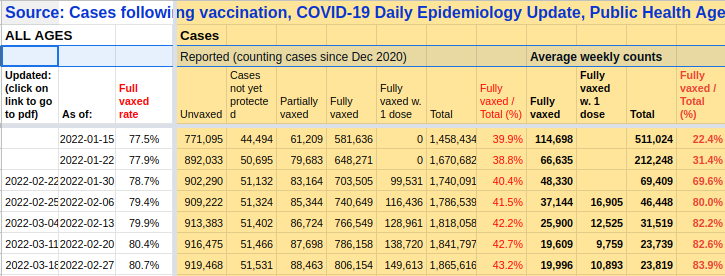 Source: Cases followi ng vaccination, COVID-19 Daily Epidemiology Update, Public Health Age
ALL AGES Cases
Reported (counting cases since Dec 2020) Average weekly counts
Updated: (click on link to go to pdf) As of: Full vaxed rate Unvaxed Cases not yet protecte d Partially vaxed Fully vaxed Fully vaxed w. 1 dose Total Fully vaxed / Total (%) Fully vaxed Fully vaxed w. 1 dose Total Fully vaxed / Total (%)
2022-01-15 77.5% 771,095 44,494 61,209 581,636 0 1,458,434 39.9% 114,698 511,024 22.4%
2022-01-22 77.9% 892,033 50,695 79,683 648,271 0 1,670,682 38.8% 66,635 212,248 31.4%
2022-02-22 2022-01-30 78.7% 902,290 51,132 83,164 703,505 99,531 1,740,091 40.4% 48,330 69,409 69.6%
2022-02-25 2022-02-06 79.4% 909,222 51,324 85,344 740,649 116,436 1,786,539 41.5% 37,144 16,905 46,448 80.0%
2022-03-04 2022-02-13 79.9% 913,383 51,402 86,724 766,549 128,961 1,818,058 42.2% 25,900 12,525 31,519 82.2%
2022-03-11 2022-02-20 80.4% 916,475 51,466 87,698 786,158 138,720 1,841,797 42.7% 19,609 9,759 23,739 82.6%
2022-03-18 2022-02-27 80.7% 919,468 51,531 88,463 806,154 149,613 1,865,616 43.2% 19,996 10,893 23,819 83.9%